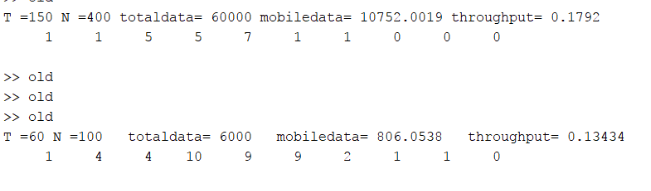 >> old
T =150 N =400 totaldata= 60000 mobiledata= 10752.0019 throughput= 0.1792
1 1 5 5 7 1 1 0 0 0
>> old
>> old
>> old
T =60 N =100 totaldata= 6000 mobiledata= 806.0538 throughput= 0.13434
1 4 4 10 9 9 2 1 1 0